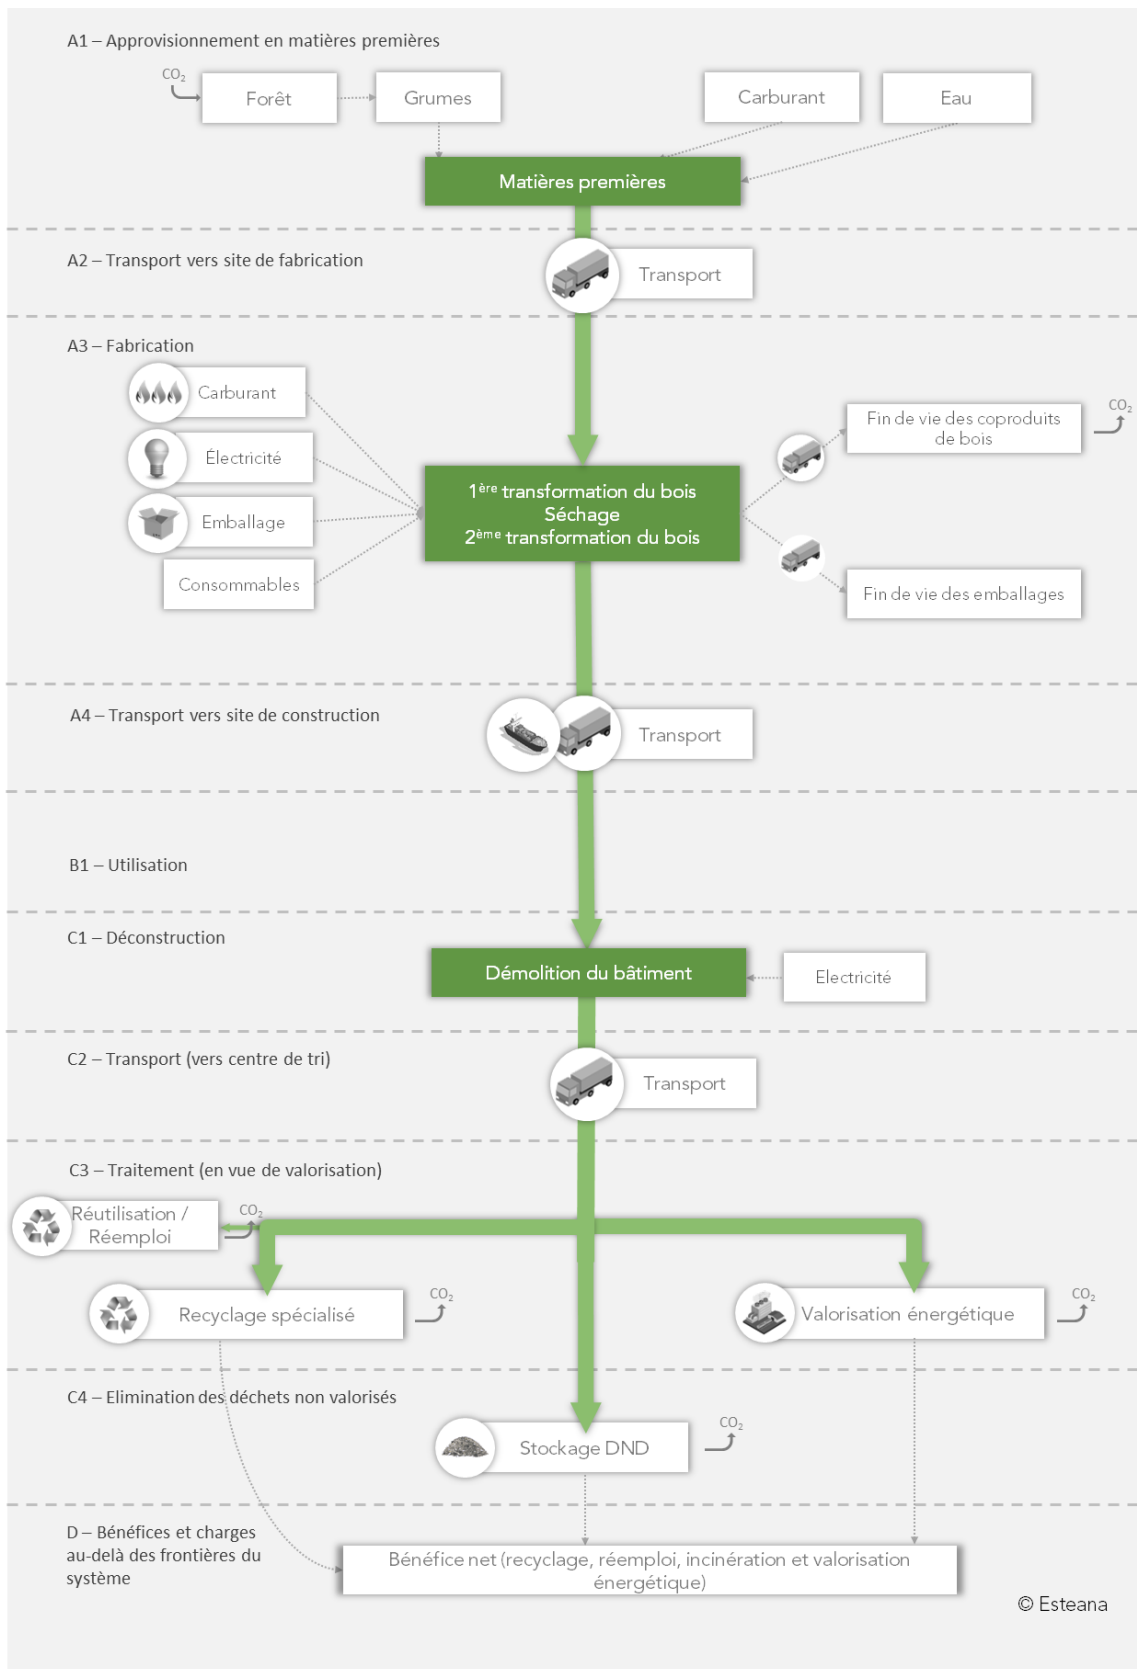 A1 – Approvisionnement en matières premières
CO2
Forêt
Grumes
Carburant
Eau
Matières premières
A2 – Transport vers site de fabrication
Transport
A3 – Fabrication
Carburant
Électricité
Emballage
Consommables
1ère transformation du bois
Séchage
2ème transformation du bois
CO2
Fin de vie des coproduits
de bois
Fin de vie des emballages
A4 – Transport vers site de construction
Transport
B1 – Utilisation
C1 – Déconstruction
Démolition du bâtiment
Electricité
C2 – Transport (vers centre de tri)
Transport
C3 – Traitement (en vue de valorisation)
Réutilisation /
Réemploi
CO2
Recyclage spécialisé
CO2
Valorisation énergétique
CO2
C4 – Elimination des déchets non valorisés
Stockage DND
CO2
D – Bénéfices et charges
au-delà des frontières du
système
Bénéfice net (recyclage, réemploi, incinération et valorisation
énergétique)
© Esteana